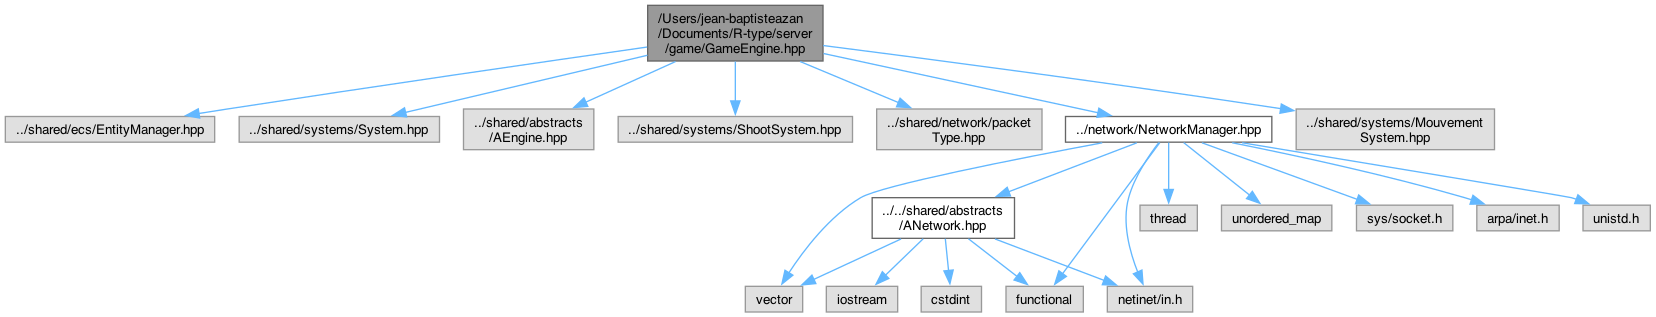 /Users/jean-baptisteazan
/Documents/R-type/server
/game/GameEngine.hpp
../shared/ecs/EntityManager.hpp
../shared/systems/System.hpp
../shared/abstracts
/AEngine.hpp
../shared/systems/ShootSystem.hpp
../shared/network/packet
Type.hpp
../network/NetworkManager.hpp
../shared/systems/Mouvement
System.hpp
../../shared/abstracts
/ANetwork.hpp
thread
unordered_map
sys/socket.h
arpa/inet.h
unistd.h
vector
iostream
cstdint
functional
netinet/in.h